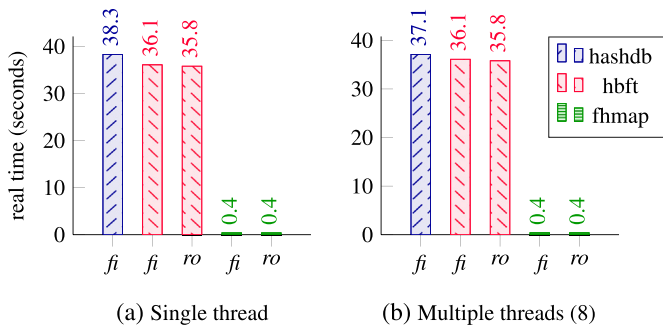 real time (seconds)
40
30
20
10
0
38.3
36.1
35.8
0.4
0.4
fi
fi
ro
fi
ro
(a) Single thread
40
30
20
10
0
37.1
36.1
35.8
0.4
0.4
fi
fi
ro
fi
ro
(b) Multiple threads (8)
hashdb
hbft
fhmap